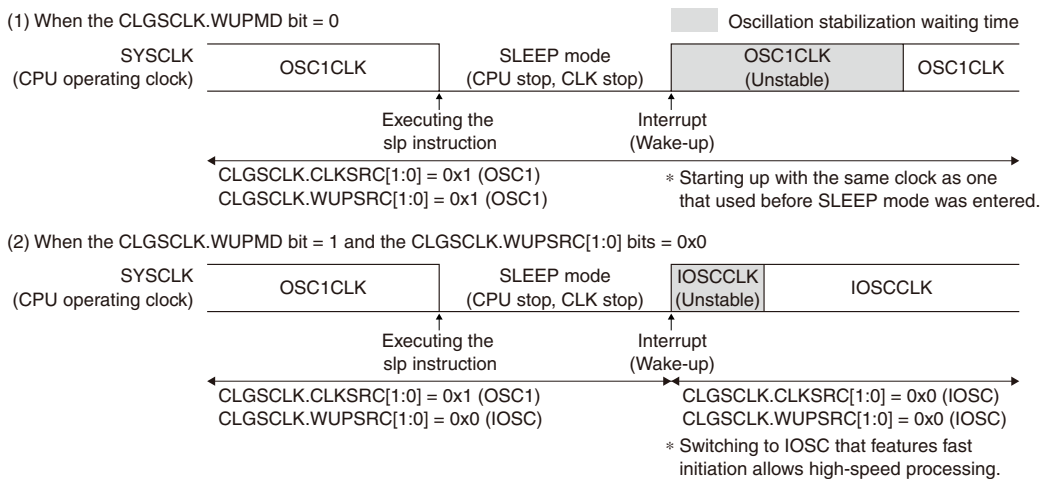 (1) When the CLGSCLK.WUPMD bit = 0
Oscillation stabilization waiting time
SYSCLK
(CPU operating clock)
OSC1CLK
SLEEP mode
(CPU stop, CLK stop)
OSC1CLK
(Unstable)
OSC1CLK
Executing the
slp instruction
Interrupt
(Wake-up)
CLGSCLK.CLKSRC[1:0] = 0x1 (OSC1)
CLGSCLK.WUPSRC[1:0] = 0x1 (OSC1)
* Starting up with the same clock as one
that used before SLEEP mode was entered.
(2) When the CLGSCLK.WUPMD bit = 1 and the CLGSCLK.WUPSRC[1:0] bits = 0x0
SYSCLK
(CPU operating clock)
OSC1CLK
SLEEP mode
(CPU stop, CLK stop)
IOSCCLK
(Unstable)
IOSCCLK
Executing the
slp instruction
Interrupt
(Wake-up)
CLGSCLK.CLKSRC[1:0] = 0x1 (OSC1)
CLGSCLK.WUPSRC[1:0] = 0x0 (IOSC)
CLGSCLK.CLKSRC[1:0] = 0x0 (IOSC)
CLGSCLK.WUPSRC[1:0] = 0x0 (IOSC)
* Switching to IOSC that features fast
initiation allows high-speed processing.